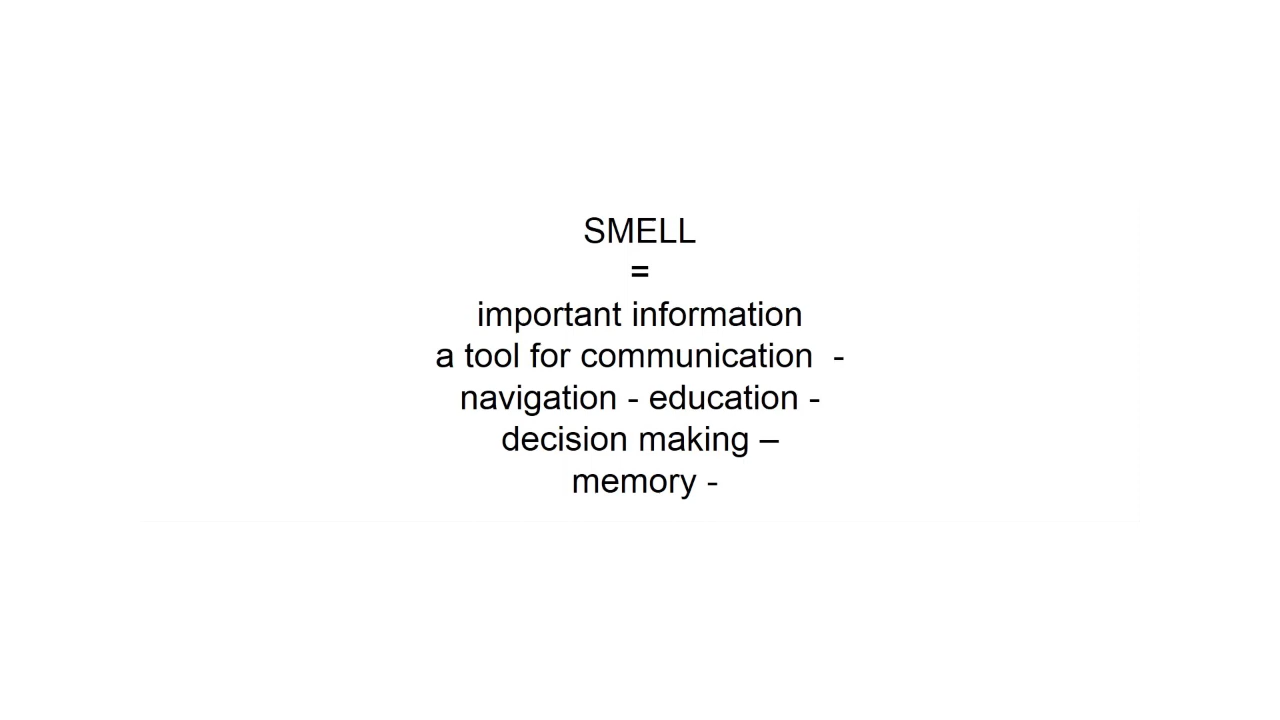 SMELL
=
important information
a tool for communication  -
navigation - education -
decision making –
memory -